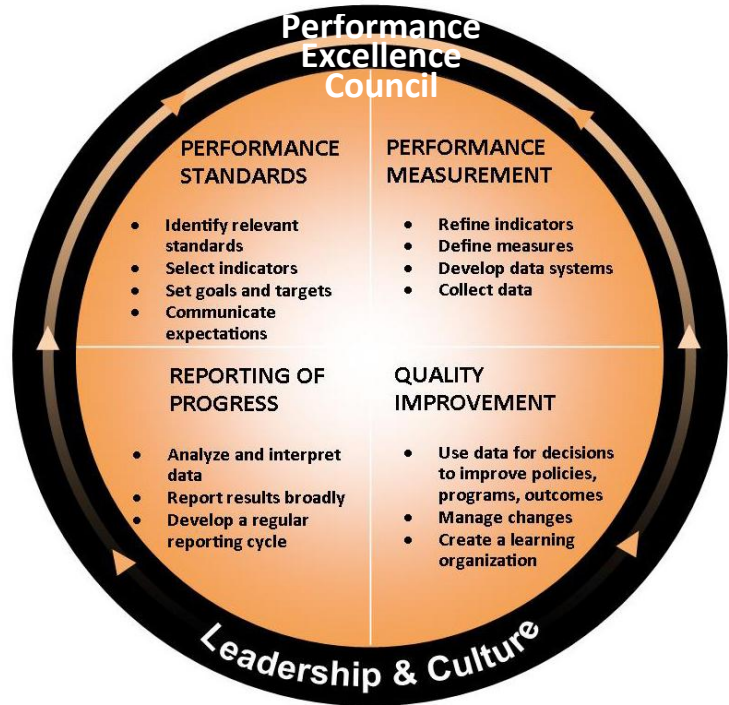 Performance
Excellence
Council
PERFORMANCE
STANDARDS
• Identify relevant
standards
• Select indicators
• Set goals and targets
• Communicate
expectations
PERFORMANCE
MEASUREMENT
• Refine indicators
• Define measures
• Develop data systems
• Collect data
REPORTING OF
PROGRESS
• Analyze and interpret
data
• Report results broadly
• Develop a regular
reporting cycle
QUALITY
IMPROVEMENT
• Use data for decisions
to improve policies,
programs, outcomes
• Manage changes
• Create a learning
organization
Leadership & Culture